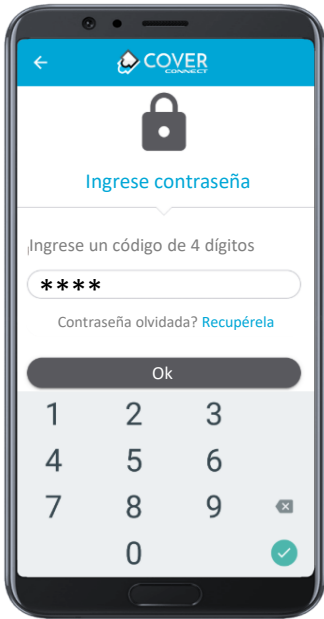 COVER
CONNECT
Ingrese contraseña
Ingrese un código de 4 dígitos
****
Contraseña olvidada? Recupérela
Ok
1 2 3
4 5 6
7 8 9
0